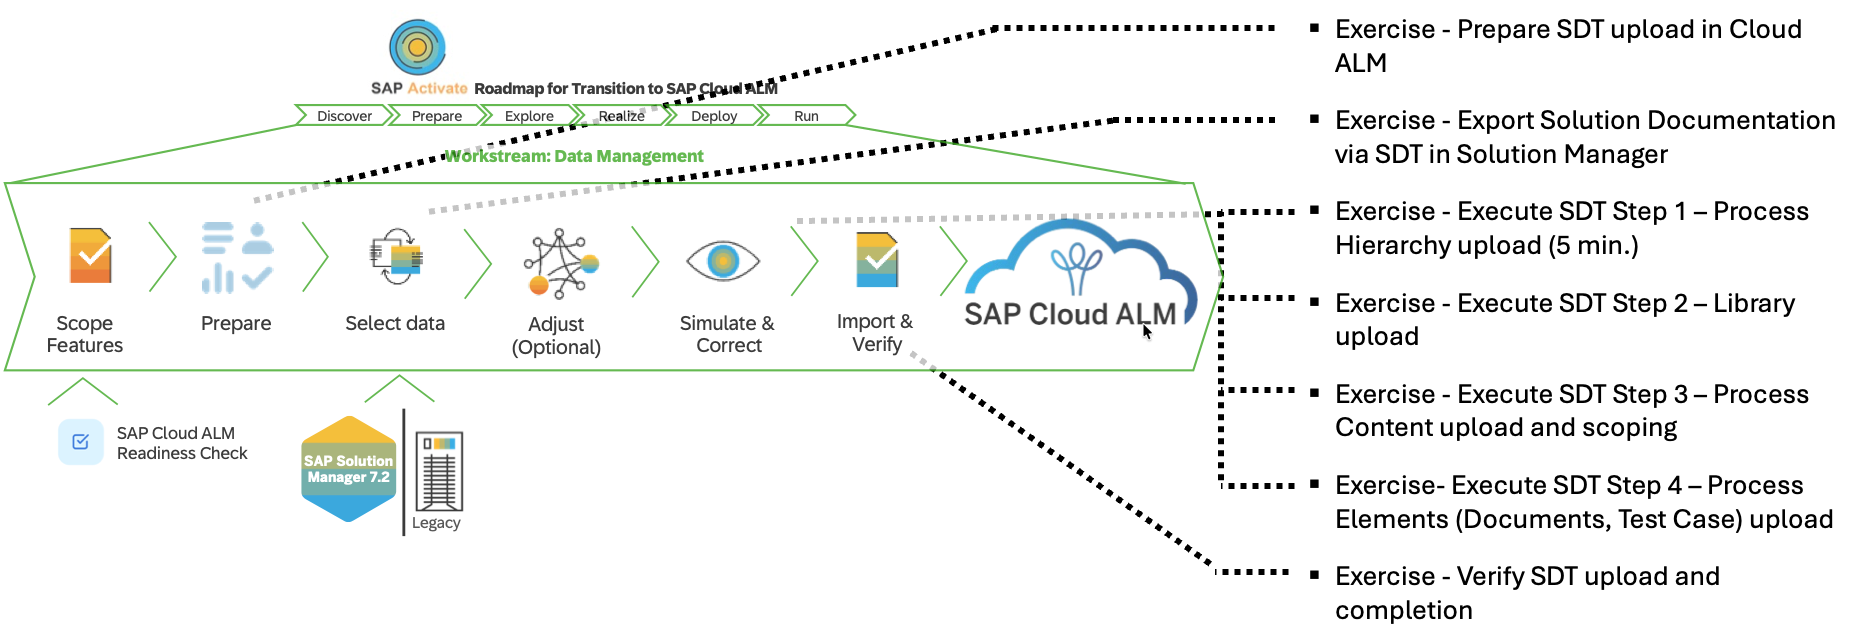 SAP Activate Roadmap for Transition to SAP Cloud ALM
Discover
Prepare
Explore
Realize
Deploy
Run
Workstream: Data Management
Scope
Features
Prepare
Select data
Adjust
(Optional)
Simulate &
Correct
Import &
Verify
SAP Cloud ALM
SAP Cloud ALM
Readiness Check
SAP Solution
Manager 7.2
Legacy
▪ Exercise - Prepare SDT upload in Cloud
ALM
▪ Exercise - Export Solution Documentation
via SDT in Solution Manager
▪ Exercise - Execute SDT Step 1 – Process
Hierarchy upload (5 min.)
▪ Exercise - Execute SDT Step 2 – Library
upload
▪ Exercise - Execute SDT Step 3 – Process
Content upload and scoping
▪ Exercise- Execute SDT Step 4 – Process
Elements (Documents, Test Case) upload
▪ Exercise - Verify SDT upload and
completion